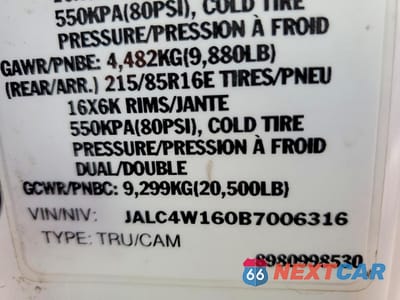 550KPA(80PSI), COLD TIRE
PRESSURE/PRESSION À FROID
GAWR/PNBE: 4,482KG(9,880LB)
(REAR/ARR.) 215/85R16E TIRES/PNEU
16X6K RIMS/JANTE
550KPA(80PSI), COLD TIRE
PRESSURE/PRESSION À FROID
DUAL/DOUBLE
GCWR/PNBC: 9,299KG(20,500LB)
VIN/NIV: JALC4W160B7006316
TYPE: TRU/CAM
8980998530
66 NEXTCAR